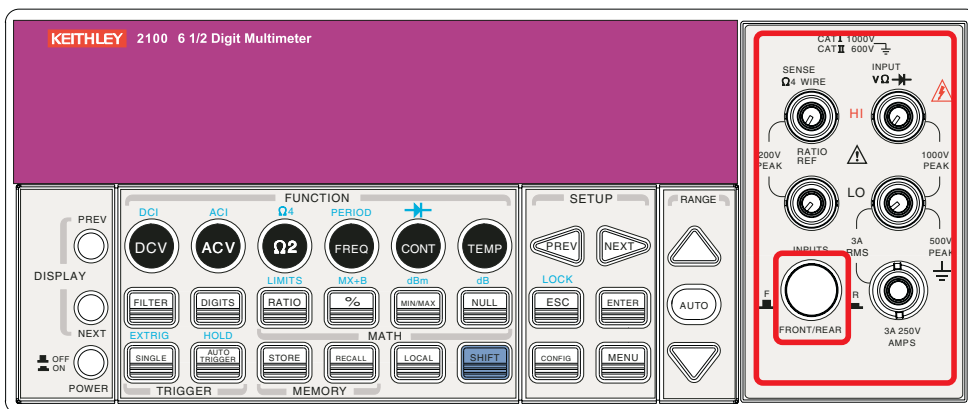 KEITHLEY 2100 6 1/2 Digit Multimeter
CAT I 1000V
CAT II 600V
SENSE
Ω4 WIRE
INPUT
VΩ
HI
200V
PEAK
RATIO
REF
1000V
PEAK
LO
3A
RMS
500V
PEAK
INPUTS
F
R
FRONT/REAR
3A 250V
AMPS
PREV
DISPLAY
NEXT
OFF
ON
POWER
FUNCTION
DCI ACI Ω4 PERIOD
DCV ACV Ω2 FREQ CONT TEMP
LIMITS MX+B dBm dB
FILTER DIGITS RATIO % MIN/MAX NULL
EXTRIG HOLD MATH
SINGLE AUTO TRIGGER STORE RECALL LOCAL SHIFT
TRIGGER MEMORY
SETUP
PREV NEXT
LOCK
ESC ENTER
CONFIG MENU
RANGE
AUTO